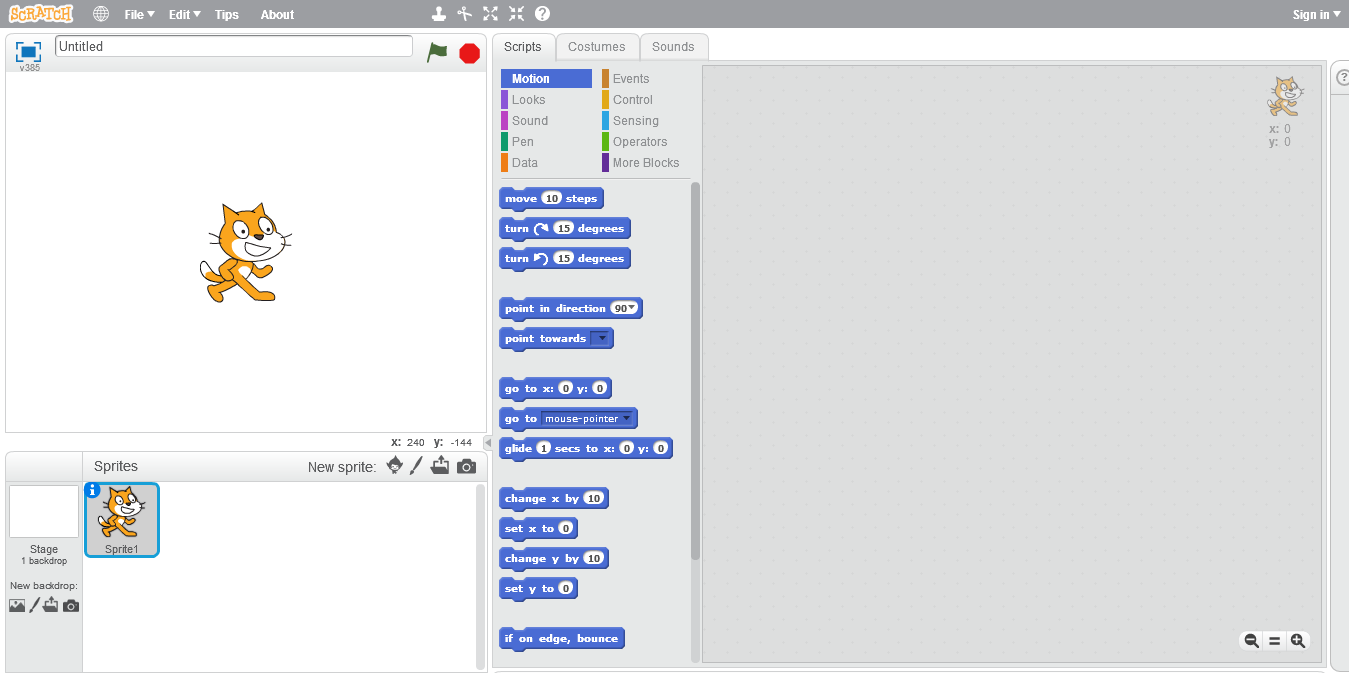 SCRATCH File Edit Tips About Sign in
Untitled
v385
Scripts Costumes Sounds
Motion Events
Looks Control
Sound Sensing
Pen Operators
Data More Blocks
move 10 steps
turn 15 degrees
turn 15 degrees
point in direction 90
point towards
go to x: 0 y: 0
go to mouse-pointer
glide 1 secs to x: 0 y: 0
change x by 10
set x to 0
change y by 10
set y to 0
if on edge, bounce
x: 0
y: 0
x: 240 y: -144
Sprites New sprite:
Sprite1
Stage
1 backdrop
New backdrop: